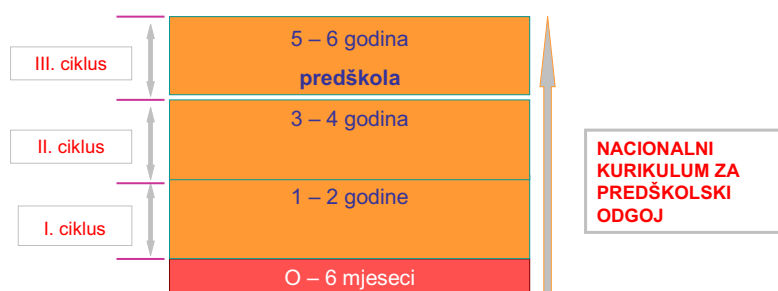 III. ciklus
5 – 6 godina
predškola
II. ciklus
3 – 4 godina
I. ciklus
1 – 2 godine
O – 6 mjeseci
NACIONALNI
KURIKULUM ZA
PREDŠKOLSKI
ODGOJ